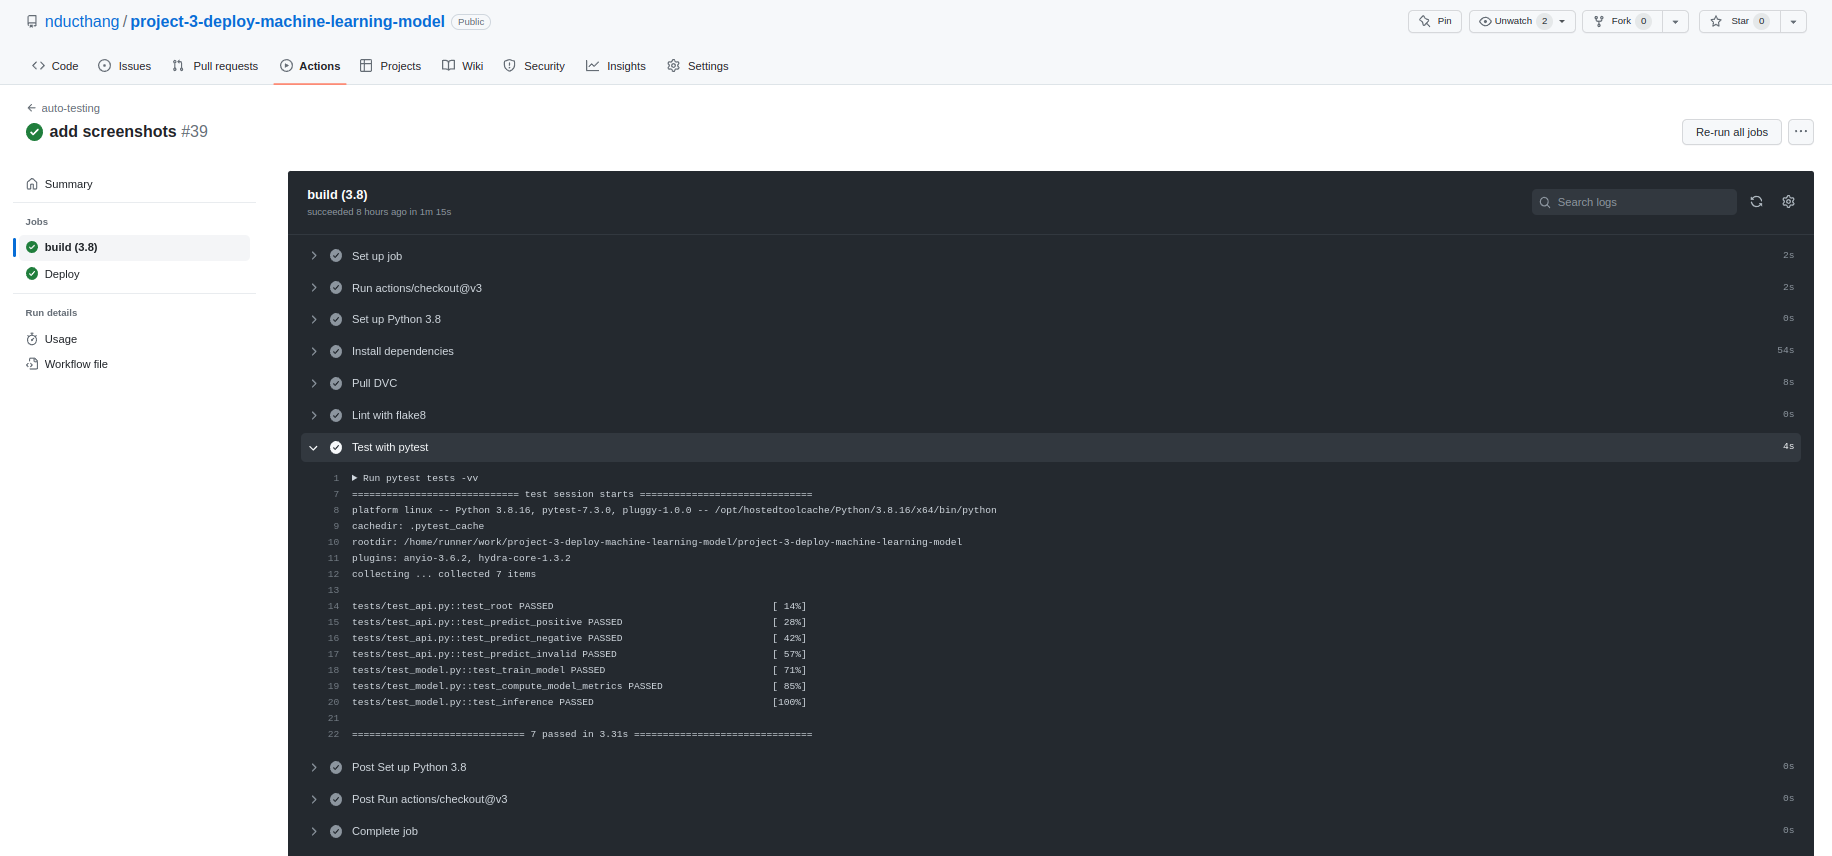 nducthang / project-3-deploy-machine-learning-model Public
Pin Unwatch 2 Fork 0 Star 0
Code Issues Pull requests Actions Projects Wiki Security Insights Settings
auto-testing
add screenshots #39
Re-run all jobs
Summary
Jobs
build (3.8)
Deploy
Run details
Usage
Workflow file
build (3.8)
succeeded 8 hours ago in 1m 15s
Search logs
Set up job 2s
Run actions/checkout@v3 2s
Set up Python 3.8 0s
Install dependencies 54s
Pull DVC 8s
Lint with flake8 0s
Test with pytest 4s
1 Run pytest tests -vv
7 ============================= test session starts ==============================
8 platform linux -- Python 3.8.16, pytest-7.3.0, pluggy-1.0.0 -- /opt/hostedtoolcache/Python/3.8.16/x64/bin/python
9 cachedir: .pytest_cache
10 rootdir: /home/runner/work/project-3-deploy-machine-learning-model/project-3-deploy-machine-learning-model
11 plugins: anyio-3.6.2, hydra-core-1.3.2
12 collecting ... collected 7 items
13
14 tests/test_api.py::test_root PASSED [ 14%]
15 tests/test_api.py::test_predict_positive PASSED [ 28%]
16 tests/test_api.py::test_predict_negative PASSED [ 42%]
17 tests/test_api.py::test_predict_invalid PASSED [ 57%]
18 tests/test_model.py::test_train_model PASSED [ 71%]
19 tests/test_model.py::test_compute_model_metrics PASSED [ 85%]
20 tests/test_model.py::test_inference PASSED [100%]
21
22 ============================== 7 passed in 3.31s ===============================
Post Set up Python 3.8 0s
Post Run actions/checkout@v3 0s
Complete job 0s